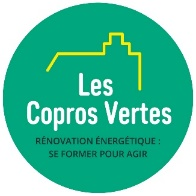 Les
Copros Vertes
RÉNOVATION ÉNERGÉTIQUE :
SE FORMER POUR AGIR